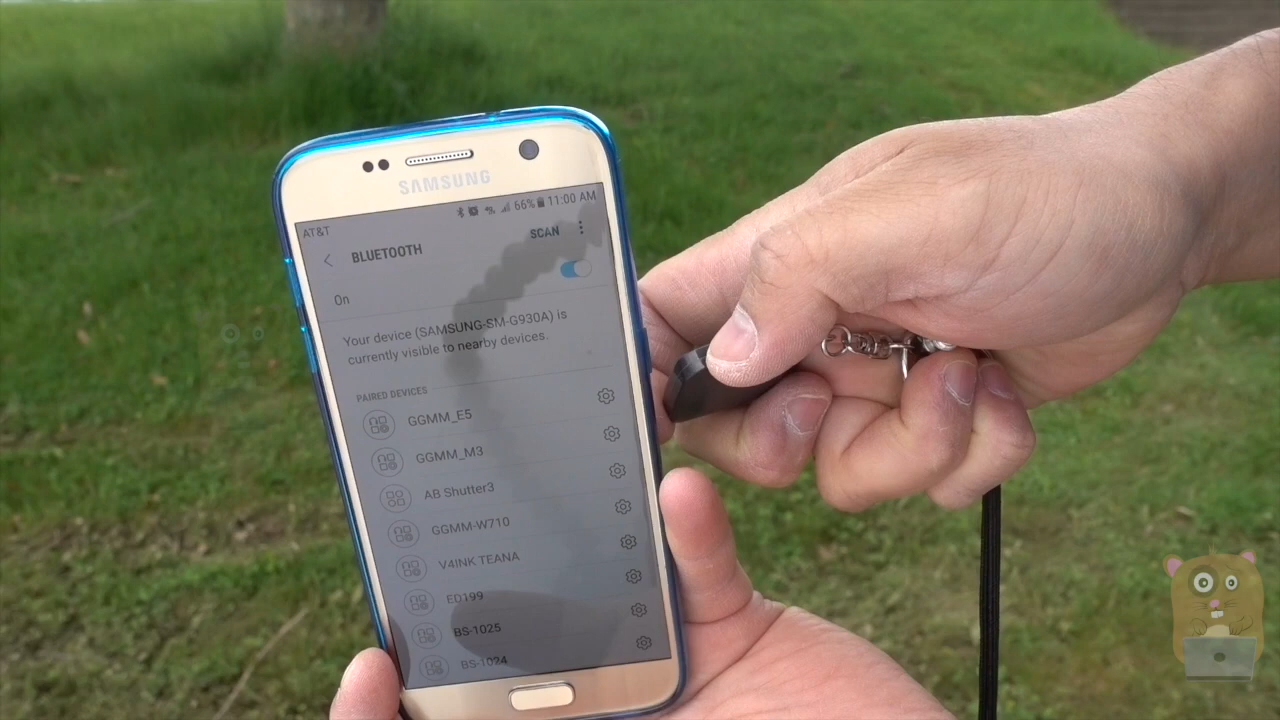 SAMSUNG
66% 11:00 AM
AT&T
SCAN
BLUETOOTH
On
Your device (SAMSUNG-SM-G930A) is
currently visible to nearby devices.
PAIRED DEVICES
GGMM_E5
GGMM_M3
AB Shutter3
GGMM-W710
V4INK TEANA
ED199
BS-1025
BS-1024